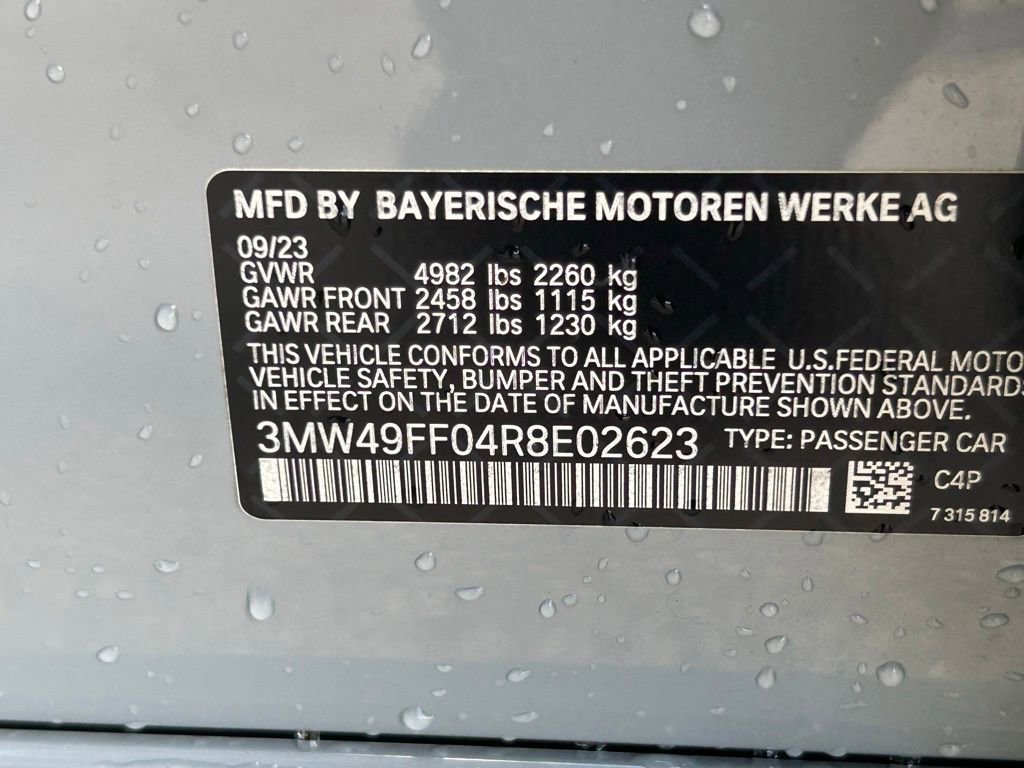 MFD BY BAYERISCHE MOTOREN WERKE AG
09/23
GVWR 4982 lbs 2260 kg
GAWR FRONT 2458 lbs 1115 kg
GAWR REAR 2712 lbs 1230 kg
THIS VEHICLE CONFORMS TO ALL APPLICABLE U.S.FEDERAL MOTO
VEHICLE SAFETY, BUMPER AND THEFT PREVENTION STANDARDS
IN EFFECT ON THE DATE OF MANUFACTURE SHOWN ABOVE.
3MW49FF04R8E02623 TYPE: PASSENGER CAR
C4P
7 315 814